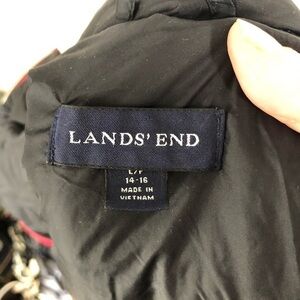 LANDS' END
L/F
14-16
MADE IN
VIETNAM